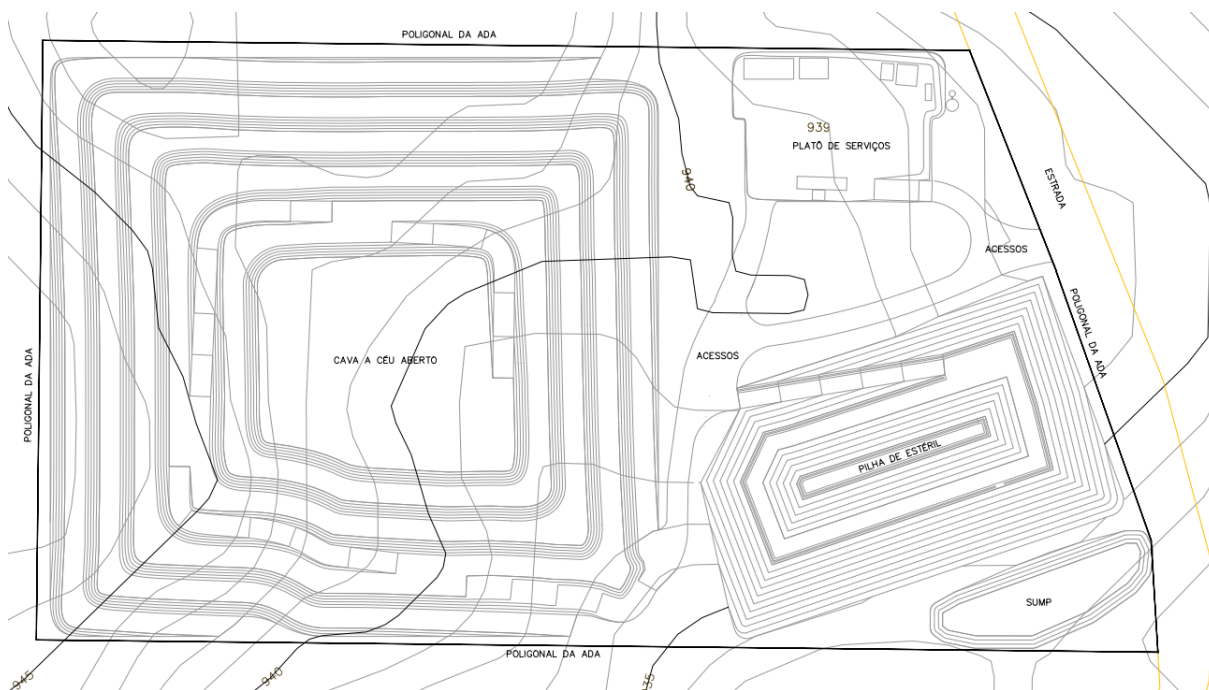 POLIGONAL DA ADA
939
PLATÔ DE SERVIÇOS
940
ESTRADA
ACESSOS
POLIGONAL DA ADA
ACESSOS
CAVA A CÉU ABERTO
POLIGONAL DA ADA
PILHA DE ESTÉRIL
SUMP
POLIGONAL DA ADA
945
940
35